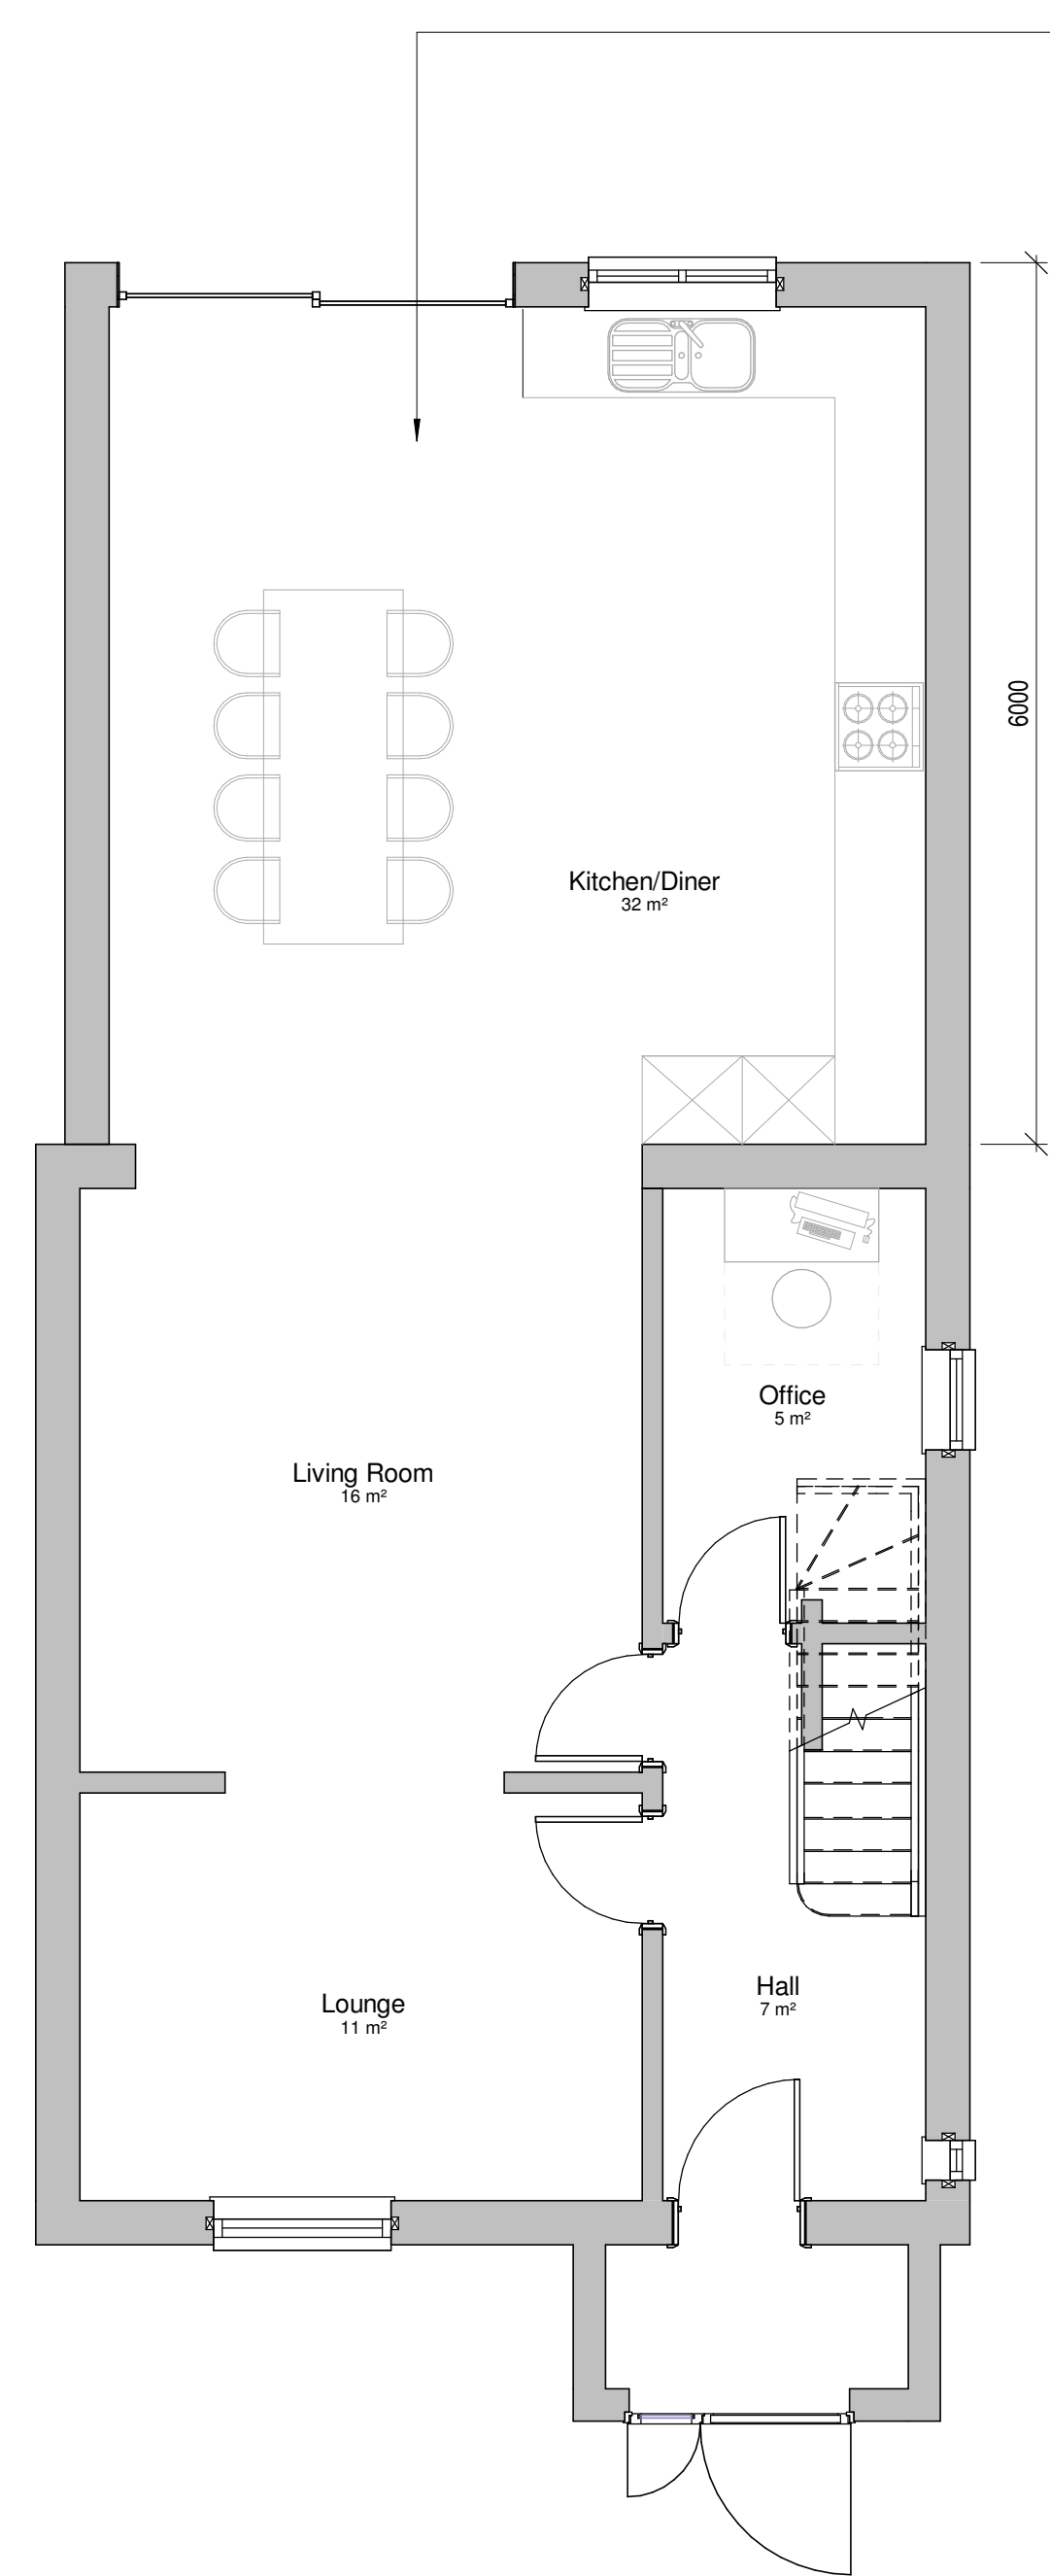 6000
Kitchen/Diner
32 m²
Office
5 m²
Living Room
16 m²
Hall
7 m²
Lounge
11 m²